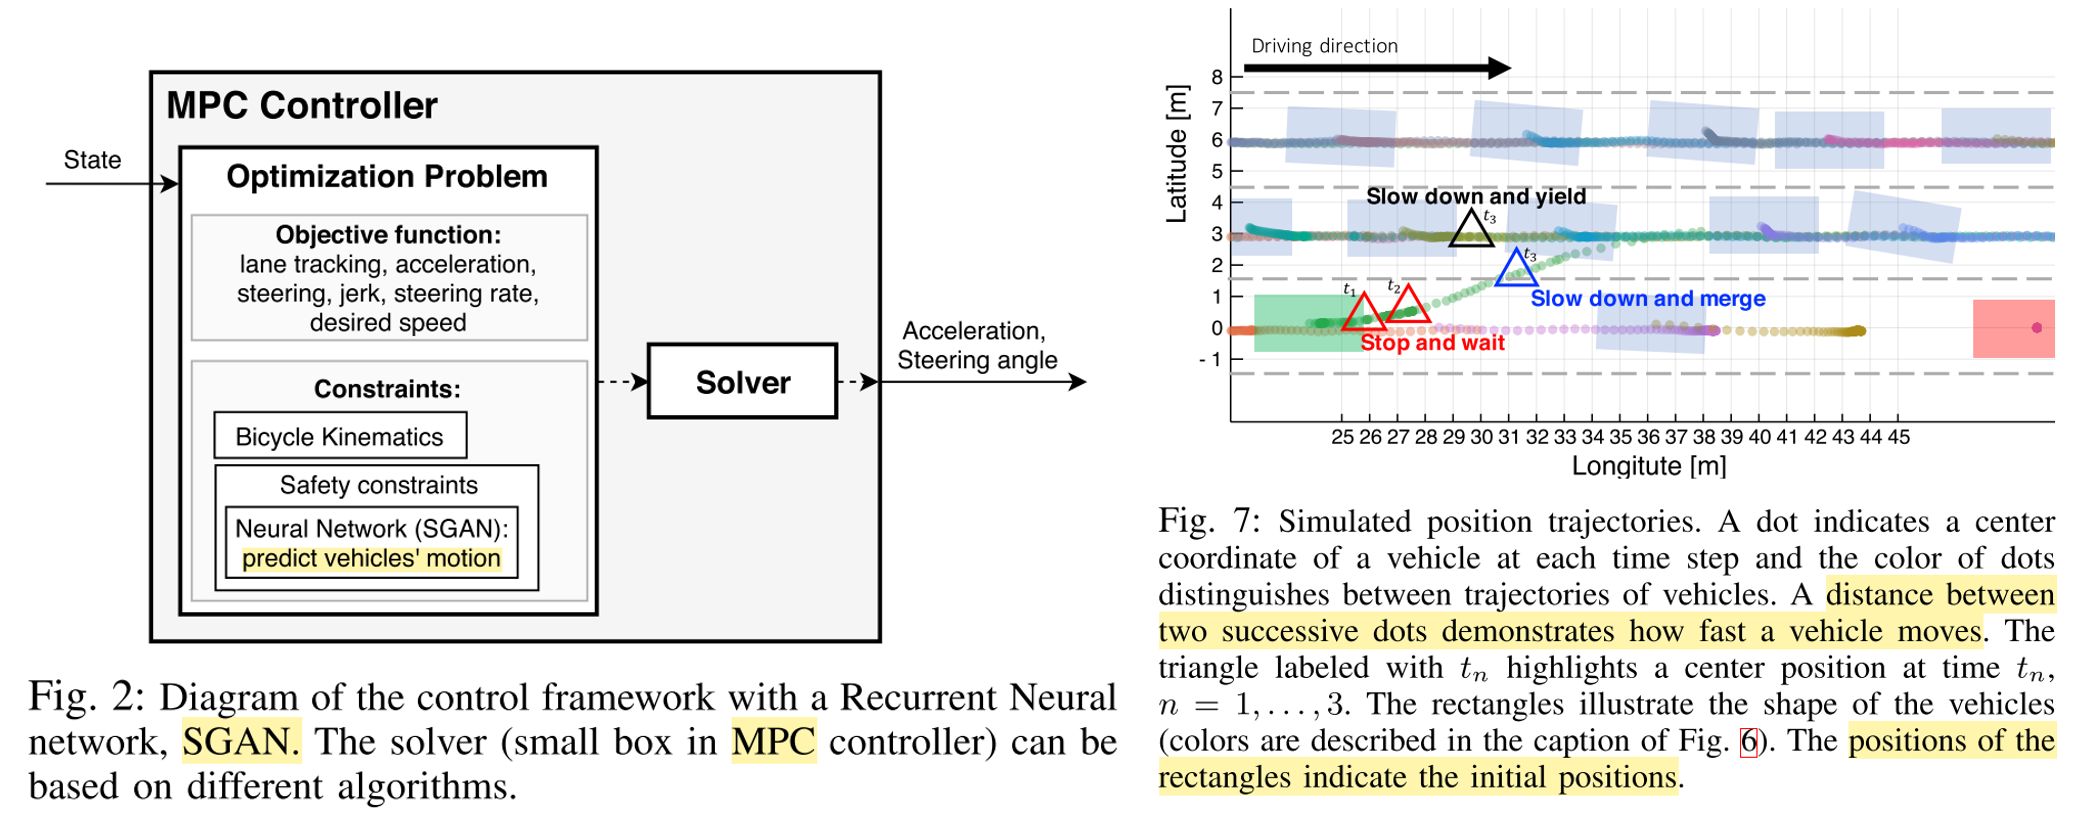 MPC Controller
State
Optimization Problem
Objective function:
lane tracking, acceleration,
steering, jerk, steering rate,
desired speed
Constraints:
Bicycle Kinematics
Safety constraints
Neural Network (SGAN):
predict vehicles' motion
Solver
Acceleration,
Steering angle
Fig. 2: Diagram of the control framework with a Recurrent Neural
network, SGAN. The solver (small box in MPC controller) can be
based on different algorithms.
Driving direction
Latitude [m]
8
7
6
5
4
3
2
1
0
- 1
Slow down and yield
t3
t3
t1
t2
Slow down and merge
Stop and wait
25 26 27 28 29 30 31 32 33 34 35 36 37 38 39 40 41 42 43 44 45
Longitute [m]
Fig. 7: Simulated position trajectories. A dot indicates a center
coordinate of a vehicle at each time step and the color of dots
distinguishes between trajectories of vehicles. A distance between
two successive dots demonstrates how fast a vehicle moves. The
triangle labeled with tn highlights a center position at time tn,
n = 1, . . . , 3. The rectangles illustrate the shape of the vehicles
(colors are described in the caption of Fig. 6). The positions of the
rectangles indicate the initial positions.